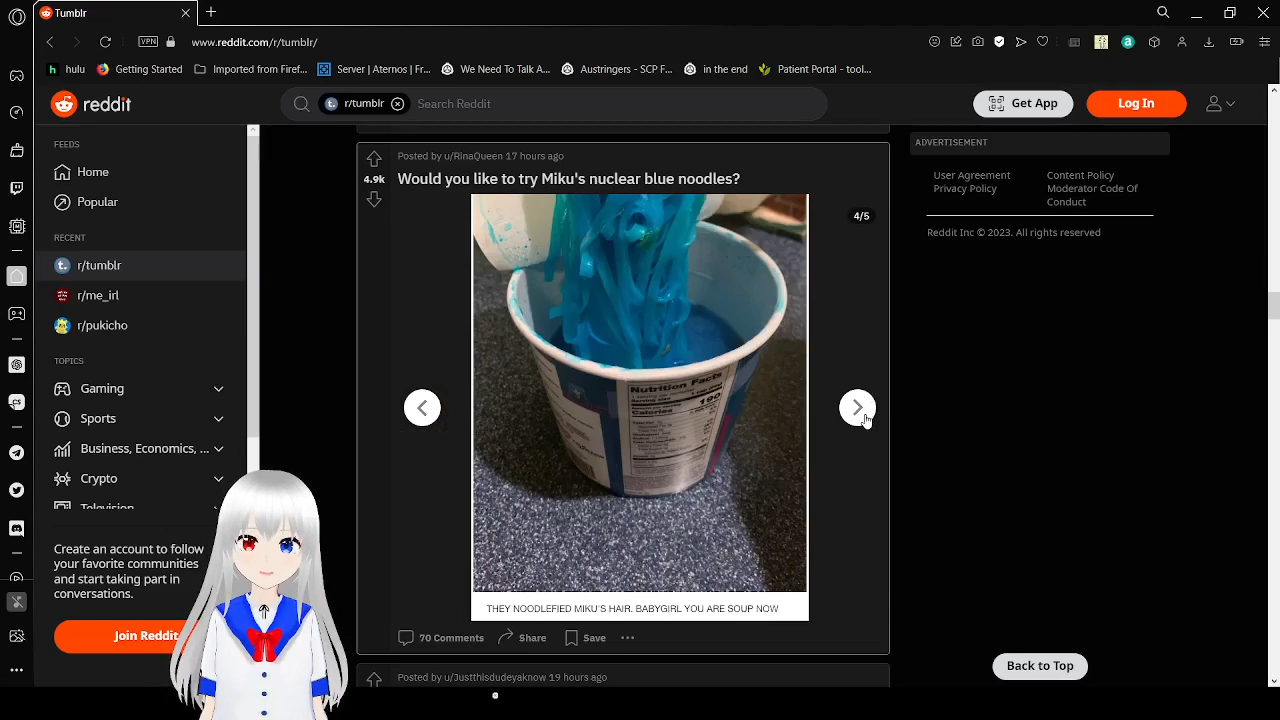 Tumblr
VPN
www.reddit.com/r/tumblr/
hulu
Getting Started
Imported from Firef...
Server | Aternos | Fr...
We Need To Talk A...
Austringers - SCP F...
in the end
Patient Portal - tool...
reddit
r/tumblr
Search Reddit
Get App
Log In
FEEDS
Home
Popular
RECENT
r/tumblr
r/me_irl
r/pukicho
TOPICS
Gaming
Sports
Business, Economics, ...
Crypto
Television
Create an account to follow
your favorite communities
and start taking part in
conversations.
Join Reddit
Posted by u/RinaQueen 17 hours ago
4.9k
Would you like to try Miku's nuclear blue noodles?
4/5
Nutrition Facts
Calories 190
THEY NOODLEFIED MIKU'S HAIR. BABYGIRL YOU ARE SOUP NOW
70 Comments
Share
Save
Posted by u/Justthisdudeyaknow 19 hours ago
ADVERTISEMENT
User Agreement
Privacy Policy
Content Policy
Moderator Code Of
Conduct
Reddit Inc © 2023. All rights reserved
Back to Top